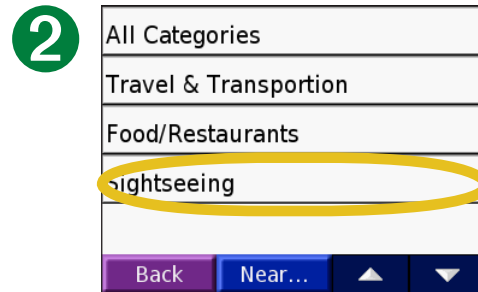 2
All Categories
Travel & Transportion
Food/Restaurants
Sightseeing
Back Near...